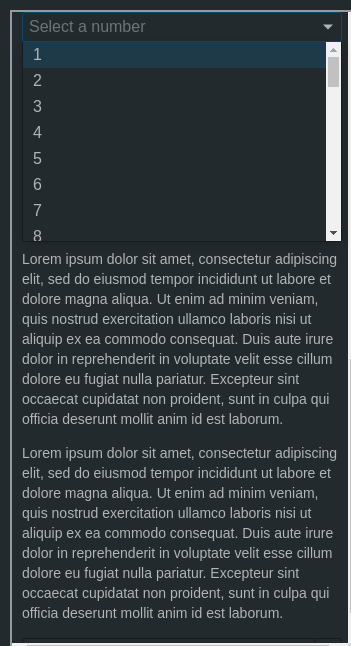 Select a number
1
2
3
4
5
6
7
8
Lorem ipsum dolor sit amet, consectetur adipiscing
elit, sed do eiusmod tempor incididunt ut labore et
dolore magna aliqua. Ut enim ad minim veniam,
quis nostrud exercitation ullamco laboris nisi ut
aliquip ex ea commodo consequat. Duis aute irure
dolor in reprehenderit in voluptate velit esse cillum
dolore eu fugiat nulla pariatur. Excepteur sint
occaecat cupidatat non proident, sunt in culpa qui
officia deserunt mollit anim id est laborum.
Lorem ipsum dolor sit amet, consectetur adipiscing
elit, sed do eiusmod tempor incididunt ut labore et
dolore magna aliqua. Ut enim ad minim veniam,
quis nostrud exercitation ullamco laboris nisi ut
aliquip ex ea commodo consequat. Duis aute irure
dolor in reprehenderit in voluptate velit esse cillum
dolore eu fugiat nulla pariatur. Excepteur sint
occaecat cupidatat non proident, sunt in culpa qui
officia deserunt mollit anim id est laborum.